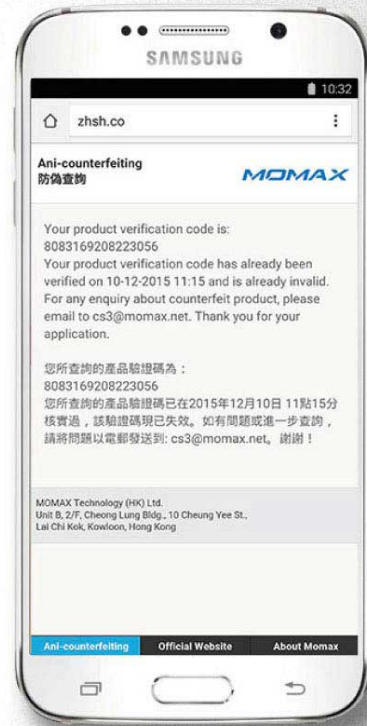 SAMSUNG
10:32
zhsh.co
Ani-counterfeiting
防偽查詢
MOMAX
Your product verification code is:
8083169208223056
Your product verification code has already been
verified on 10-12-2015 11:15 and is already invalid.
For any enquiry about counterfeit product, please
email to cs3@momax.net. Thank you for your
application.
您所查詢的產品驗證碼為：
8083169208223056
您所查詢的產品驗證碼已在2015年12月10日 11點15分
核實過，該驗證碼現已失效。如有問題或進一步查詢，
請將問題以電郵發送到: cs3@momax.net。謝謝！
MOMAX Technology (HK) Ltd.
Unit B, 2/F, Cheong Lung Bldg., 10 Cheung Yee St.,
Lai Chi Kok, Kowloon, Hong Kong
Ani-counterfeiting Official Website About Momax